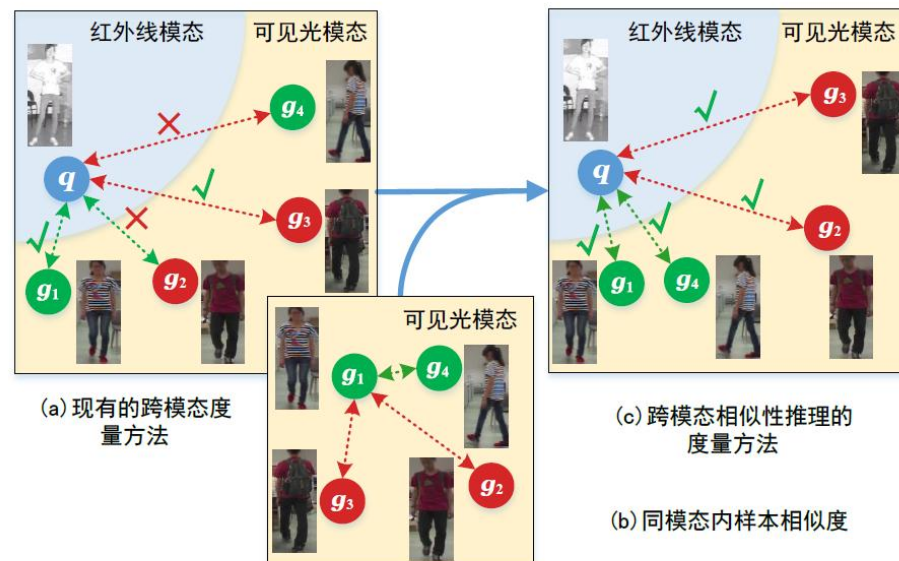 红外线模态
可见光模态
g4
q
g3
g1
g2
(a)现有的跨模态度
量方法
可见光模态
g1
g4
g3
g2
(b)同模态内样本相似度
红外线模态
可见光模态
g3
q
g2
g1
g4
(c)跨模态相似性推理的
度量方法